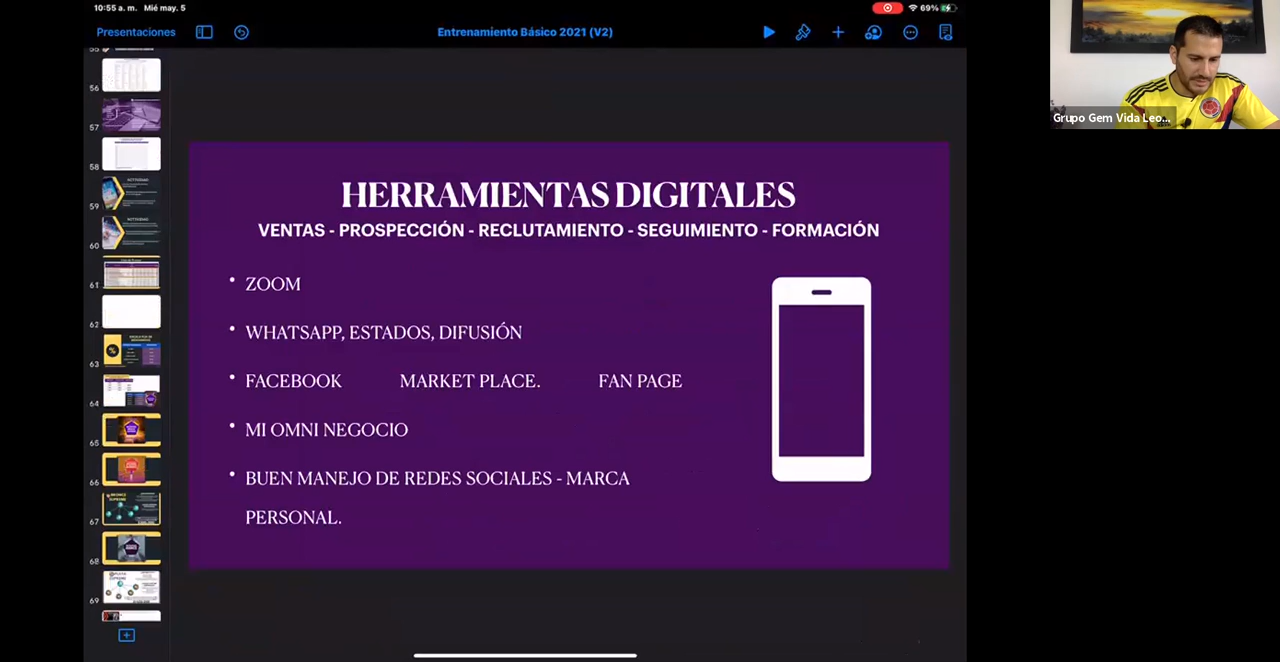 10:55 a. m. Mié may. 5
69%
Presentaciones
Entrenamiento Básico 2021 (V2)
55
56
57
58
59
60
61
62
63
64
65
66
67
68
69
HERRAMIENTAS DIGITALES
VENTAS - PROSPECCIÓN - RECLUTAMIENTO - SEGUIMIENTO - FORMACIÓN
• ZOOM
• WHATSAPP, ESTADOS, DIFUSIÓN
• FACEBOOK MARKET PLACE. FAN PAGE
• MI OMNI NEGOCIO
• BUEN MANEJO DE REDES SOCIALES - MARCA
PERSONAL.
Grupo Gem Vida Leo...